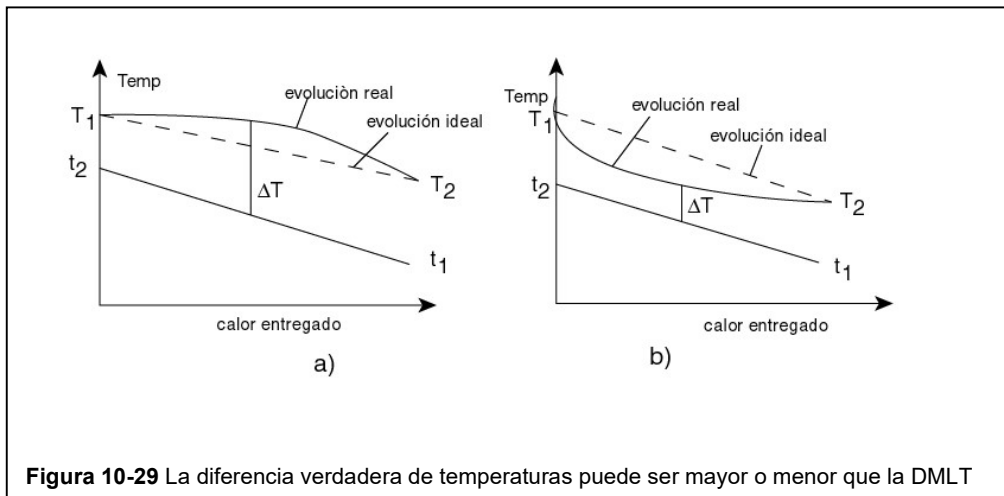 Temp
T1
t2
evoluciòn real
evolución ideal
ΔT
T2
t1
calor entregado
a)
Temp
T1
t2
evolución real
evolución ideal
ΔT
T2
t1
calor entregado
b)
Figura 10-29 La diferencia verdadera de temperaturas puede ser mayor o menor que la DMLT